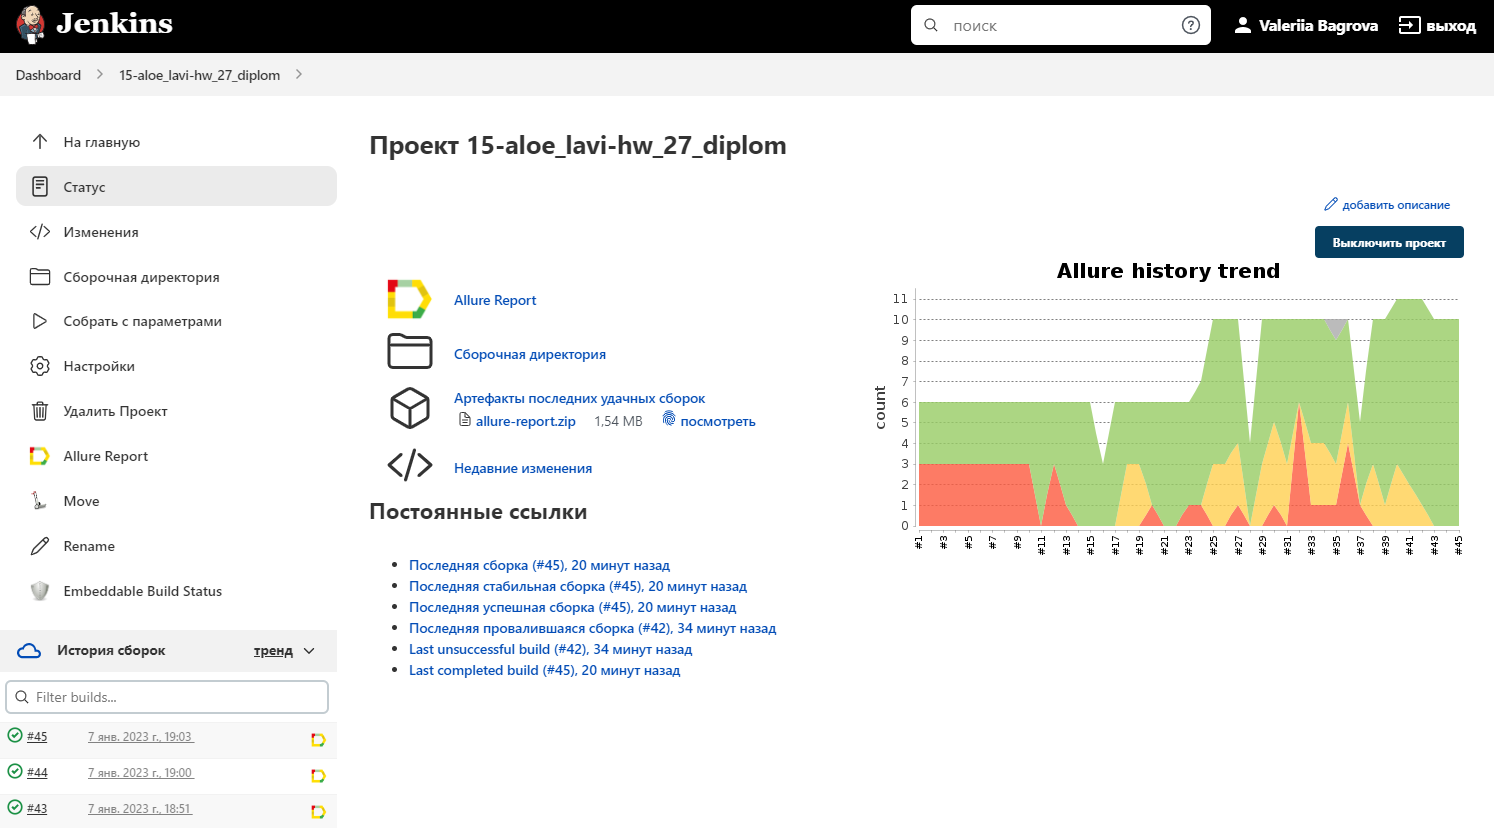 Jenkins
поиск
Valeriia Bagrova
выход
Dashboard
15-aloe_lavi-hw_27_diplom
На главную
Статус
Изменения
Сборочная директория
Собрать с параметрами
Настройки
Удалить Проект
Allure Report
Move
Rename
Embeddable Build Status
История сборок
тренд
Filter builds...
#45
7 янв. 2023 г., 19:03
#44
7 янв. 2023 г., 19:00
#43
7 янв. 2023 г., 18:51
Проект 15-aloe_lavi-hw_27_diplom
добавить описание
Выключить проект
Allure Report
Сборочная директория
Артефакты последних удачных сборок
allure-report.zip 1,54 MB посмотреть
Недавние изменения
Постоянные ссылки
Последняя сборка (#45), 20 минут назад
Последняя стабильная сборка (#45), 20 минут назад
Последняя успешная сборка (#45), 20 минут назад
Последняя провалившаяся сборка (#42), 34 минут назад
Last unsuccessful build (#42), 34 минут назад
Last completed build (#45), 20 минут назад
Allure history trend
count
11
10
9
8
7
6
5
4
3
2
1
0
#1
#3
#5
#7
#9
#11
#13
#15
#17
#19
#21
#23
#25
#27
#29
#31
#33
#35
#37
#39
#41
#43
#45